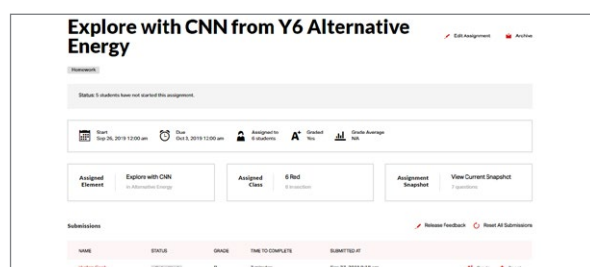 Explore with CNN from Y6 Alternative
Energy
Edit Assignment Archive
Homework
Status: 5 students have not started this assignment.
Start Due Assigned to Graded Grade Average
Sep 26, 2019 12:00 am Oct 3, 2019 12:00 am 6 students Yes N/A
Assigned Element Explore with CNN Assigned Class 6 Red Assignment Snapshot View Current Snapshot
in Alternative Energy 7 questions
Submissions Release Feedback Reset All Submissions
NAME STATUS GRADE TIME TO COMPLETE SUBMITTED AT